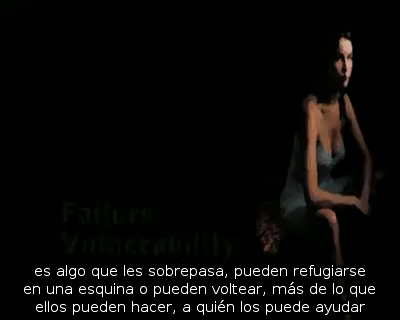 Failure
Vulnerability
es algo que les sobrepasa, pueden refugiarse
en una esquina o pueden voltear, más de lo que
ellos pueden hacer, a quién los puede ayudar